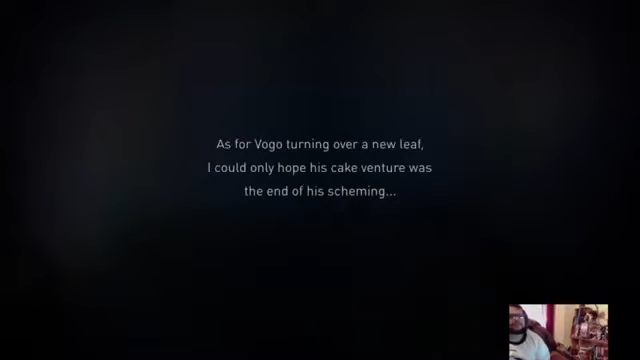 As for Vogo turning over a new leaf,
I could only hope his cake venture was
the end of his scheming...